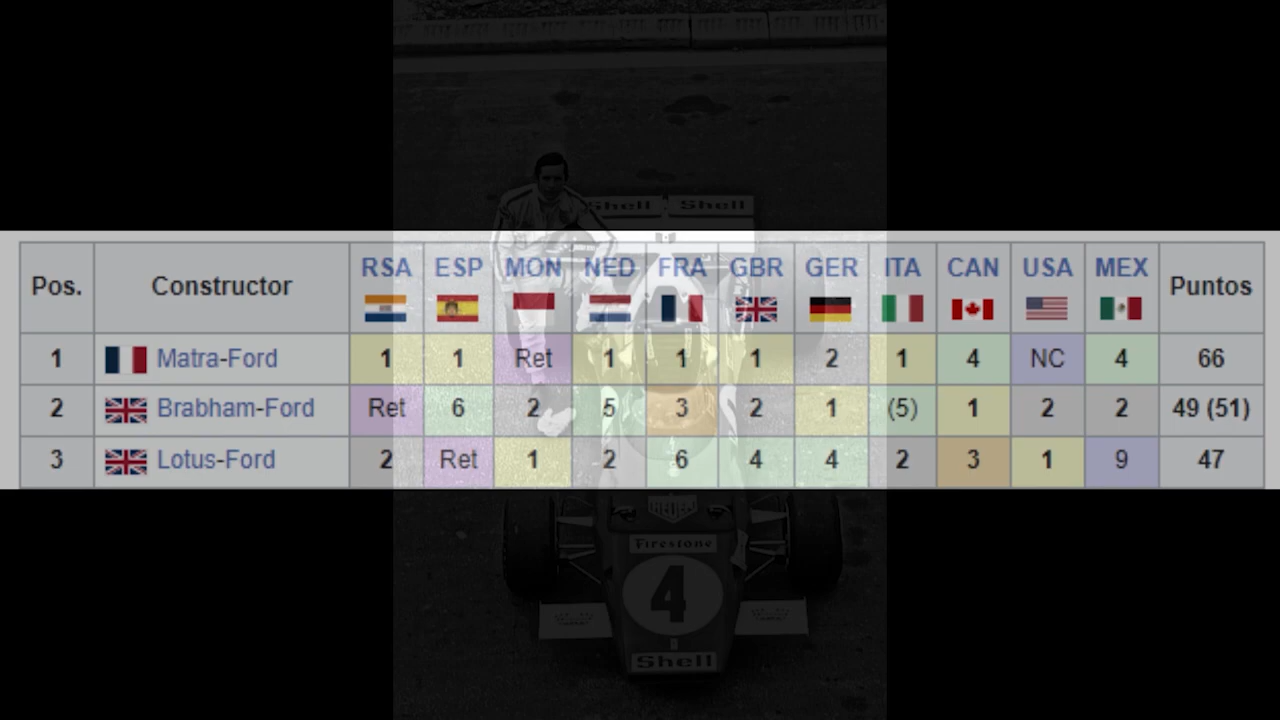 Shell Shell
Pos. Constructor RSA ESP MON NED FRA GBR GER ITA CAN USA MEX Puntos
1 Matra-Ford 1 1 Ret 1 1 1 2 1 4 NC 4 66
2 Brabham-Ford Ret 6 2 5 3 2 1 (5) 1 2 2 49 (51)
3 Lotus-Ford 2 Ret 1 2 6 4 4 2 3 1 9 47
HEUER
Firestone
4
Shell